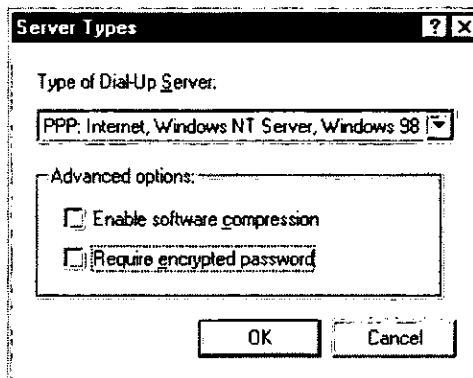 Server Types
Type of Dial-Up Server:
PPP: Internet, Windows NT Server, Windows 98
Advanced options:
Enable software compression
Require encrypted password
OK
Cancel